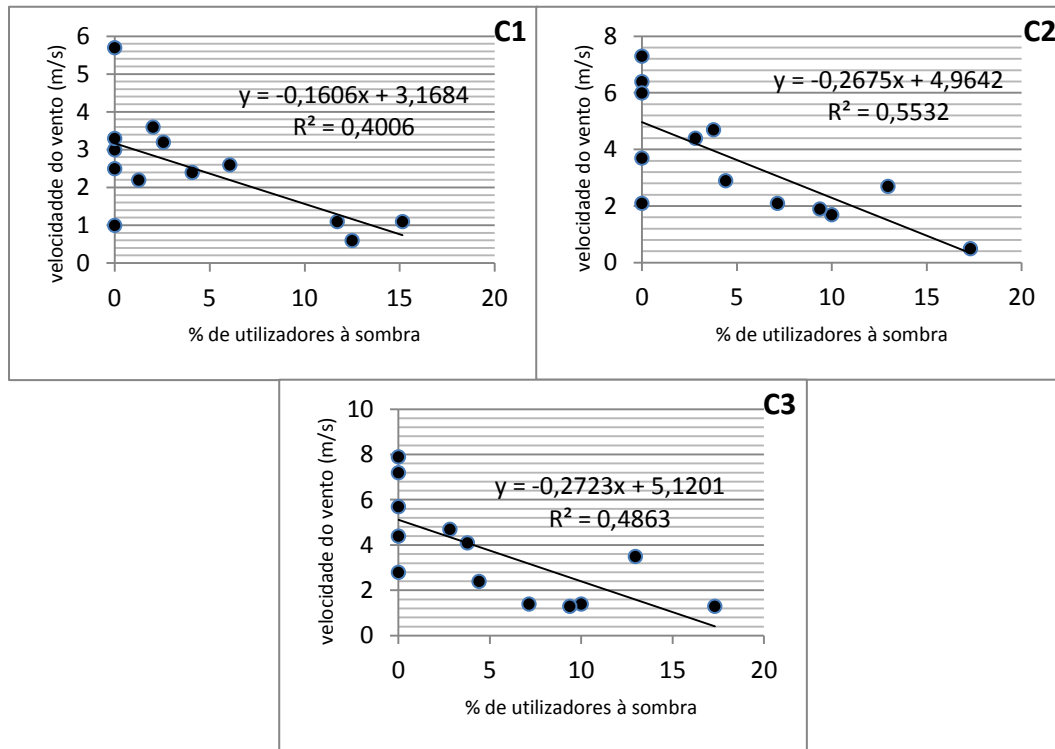 C1
velocidadde do vento (m/s)
6
5
4
3
2
1
0
y = -0,1606x + 3,1684
R² = 0,4006
0 5 10 15 20
% de utilizadores à sombra
C2
velocidade do vento (m/s)
8
6
4
2
0
y = -0,2675x + 4,9642
R² = 0,5532
0 5 10 15 20
% de utilizadores à sombra
C3
velocidade do vento (m/s)
10
8
6
4
2
0
y = -0,2723x + 5,1201
R² = 0,4863
0 5 10 15 20
% de utilizadores à sombra